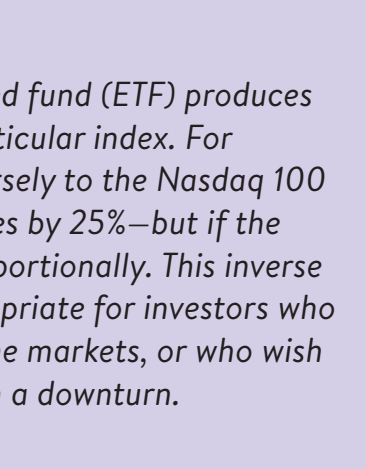 d fund (ETF) produces
ticular index. For
rsely to the Nasdaq 100
es by 25%—but if the
portionally. This inverse
priate for investors who
e markets, or who wish
a downturn.